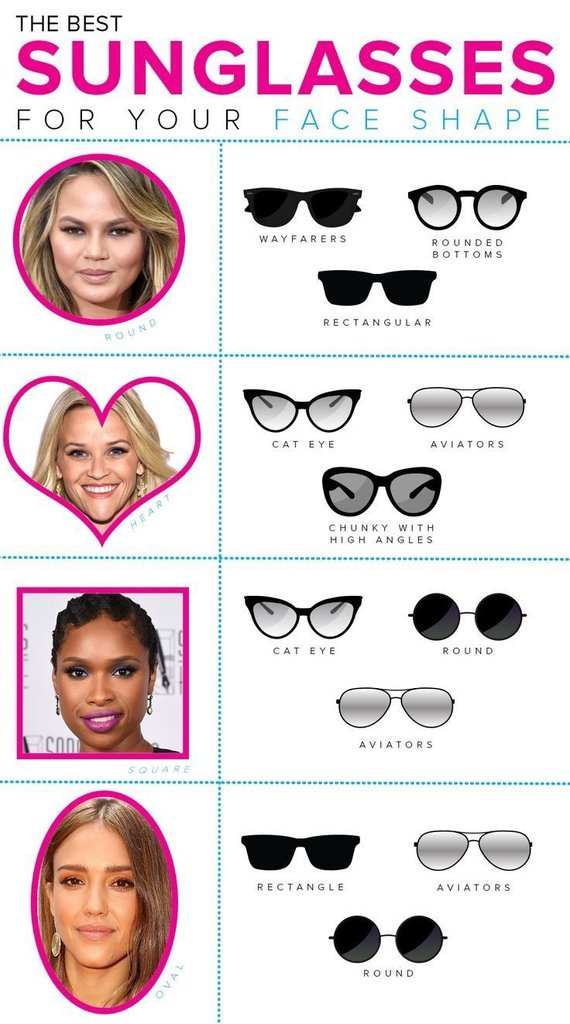 THE BEST
SUNGLASSES
FOR YOUR FACE SHAPE
ROUND
WAYFARERS
ROUNDED
BOTTOMS
RECTANGULAR
HEART
CAT EYE
AVIATORS
CHUNKY WITH
HIGH ANGLES
SQUARE
CAT EYE
ROUND
AVIATORS
OVAL
RECTANGLE
AVIATORS
ROUND